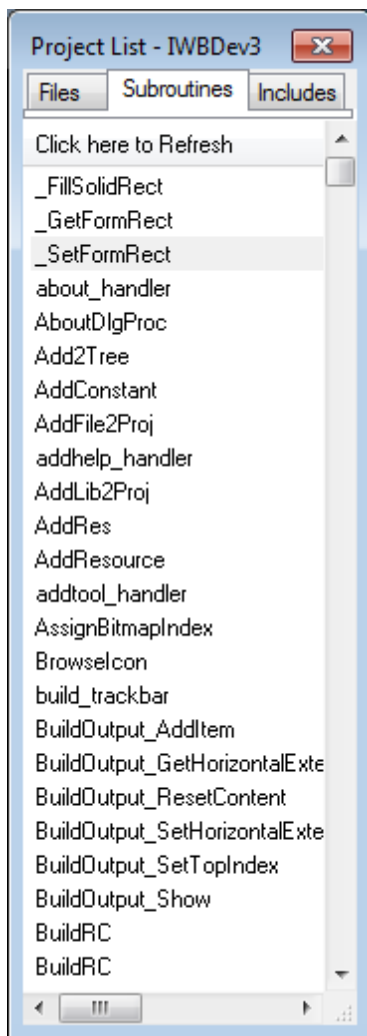 Project List - IWBDev3
Files Subroutines Includes
Click here to Refresh
_FillSolidRect
_GetFormRect
_SetFormRect
about_handler
AboutDlgProc
Add2Tree
AddConstant
AddFile2Proj
addhelp_handler
AddLib2Proj
AddRes
AddResource
addtool_handler
AssignBitmapIndex
BrowseIcon
build_trackbar
BuildOutput_AddItem
BuildOutput_GetHorizontalExte
BuildOutput_ResetContent
BuildOutput_SetHorizontalExte
BuildOutput_SetTopIndex
BuildOutput_Show
BuildRC
BuildRC